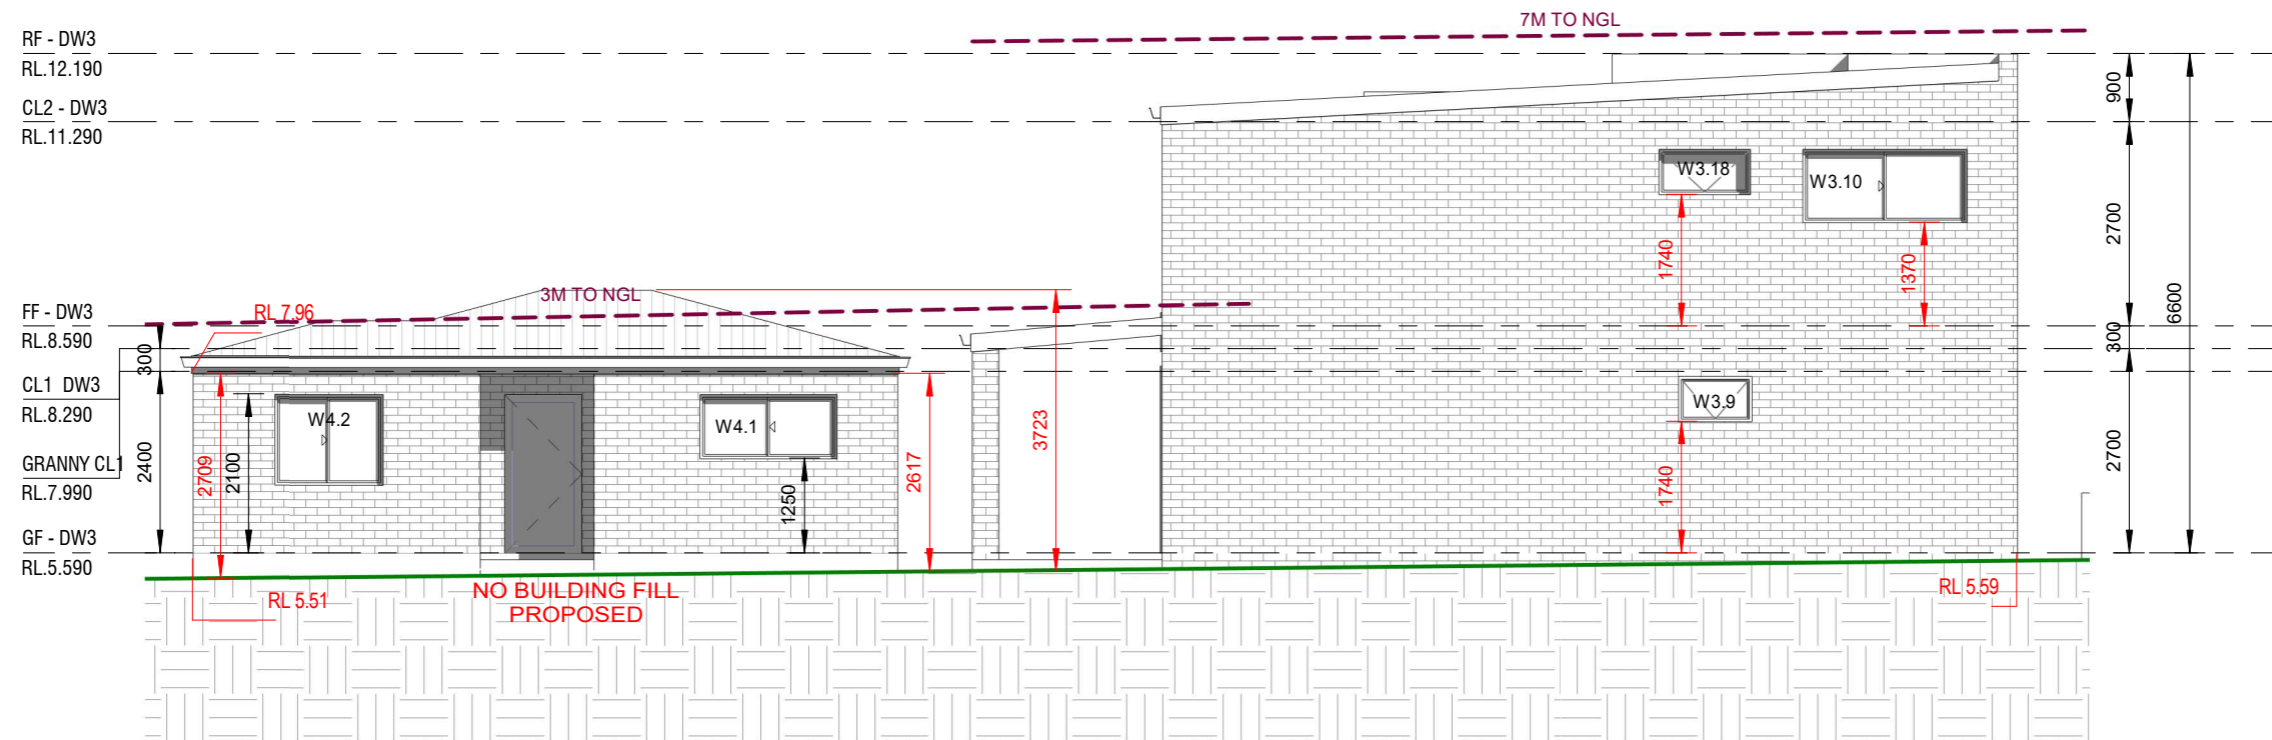 7M TO NGL
RF - DW3
RL.12.190
CL2 - DW3
RL.11.290
900
W3.18
W3.10
2700
1740
1370
6600
3M TO NGL
RL 7.96
FF - DW3
RL.8.590
300
300
CL1 DW3
RL.8.290
W4.2
W4.1
W3.9
GRANNY CL1
RL.7.990
2400
2709
2100
1250
2617
3723
1740
2700
GF - DW3
RL.5.590
RL 5.51
NO BUILDING FILL
PROPOSED
RL 5.59